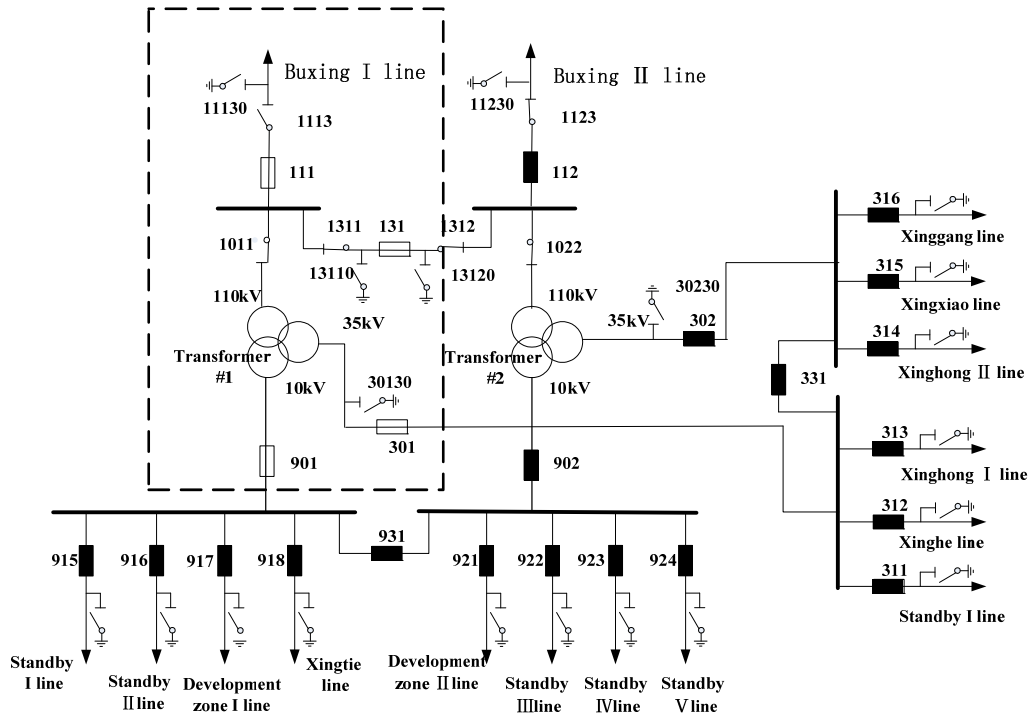 Buxing I line
Buxing Ⅱ line
11130
1113
11230
1123
111
112
316
Xinggang line
1311
131
1312
1011
1022
13110
13120
315
Xingxiao line
110kV
110kV
30230
35kV
35kV
302
314
Xinghong Ⅱ line
Transformer
#1
Transformer
#2
10kV
10kV
30130
331
301
313
Xinghong Ⅰ line
901
902
312
Xinghe line
931
311
Standby I line
915
916
917
918
921
922
923
924
Standby
I line
Standby
Ⅱ line
Development
zone I line
Xingtie
line
Development
zone Ⅱ line
Standby
Ⅲline
Standby
Ⅳline
Standby
Ⅴ line